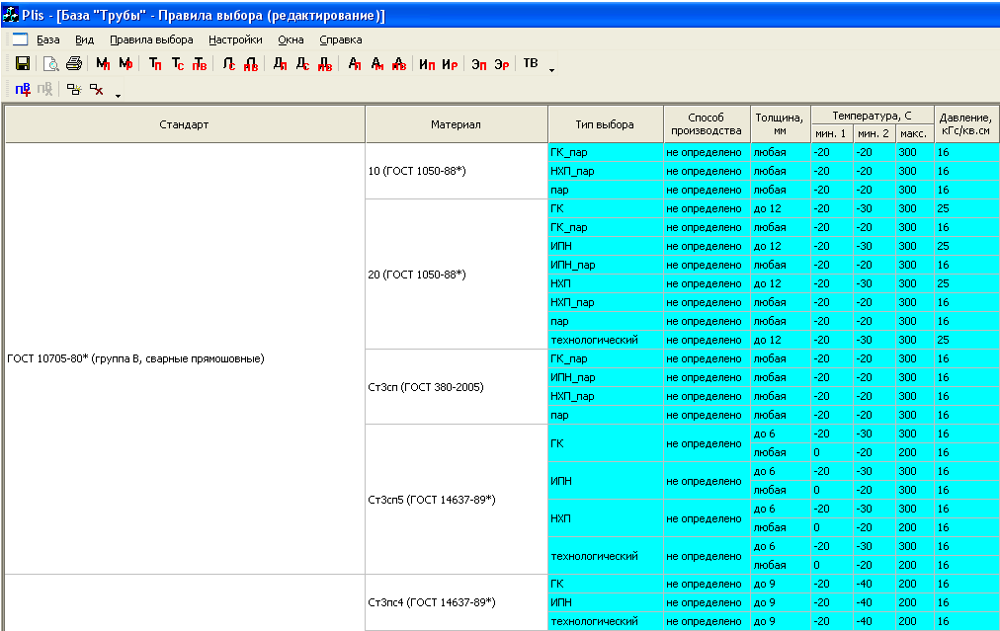 Plis - [База "Трубы" - Правила выбора (редактирование)]
База Вид Правила выбора Настройки Окна Справка
Мп Мр Тп Тс Тпв Лс Лпв Дп Дс Дпв Ап Ам Апв Ип Ир Эп Эр ТВ
ПВ ПВ
Стандарт Материал Тип выбора Способ производства Толщина, мм Температура, С Давление, кГс/кв.см
мин. 1 мин. 2 макс.
ГОСТ 10705-80* (группа В, сварные прямошовные)
10 (ГОСТ 1050-88*)
ГК_пар не определено любая -20 -20 300 16
НХП_пар не определено любая -20 -20 300 16
пар не определено любая -20 -20 300 16
20 (ГОСТ 1050-88*)
ГК не определено до 12 -20 -30 300 25
ГК_пар не определено любая -20 -20 300 16
ИПН не определено до 12 -20 -30 300 25
ИПН_пар не определено любая -20 -20 300 16
НХП не определено до 12 -20 -30 300 25
НХП_пар не определено любая -20 -20 300 16
пар не определено любая -20 -20 300 16
технологический не определено до 12 -20 -30 300 25
Ст3сп (ГОСТ 380-2005)
ГК_пар не определено любая -20 -20 300 16
ИПН_пар не определено любая -20 -20 300 16
НХП_пар не определено любая -20 -20 300 16
пар не определено любая -20 -20 300 16
Ст3сп5 (ГОСТ 14637-89*)
ГК не определено до 6 -20 -30 300 16
любая 0 -20 200 16
ИПН не определено до 6 -20 -30 300 16
любая 0 -20 300 16
НХП не определено до 6 -20 -30 300 16
любая 0 -20 200 16
технологический не определено до 6 -20 -30 300 16
любая 0 -20 200 16
Ст3пс4 (ГОСТ 14637-89*)
ГК не определено до 9 -20 -40 200 16
ИПН не определено до 9 -20 -40 200 16
технологический не определено до 9 -20 -40 200 16